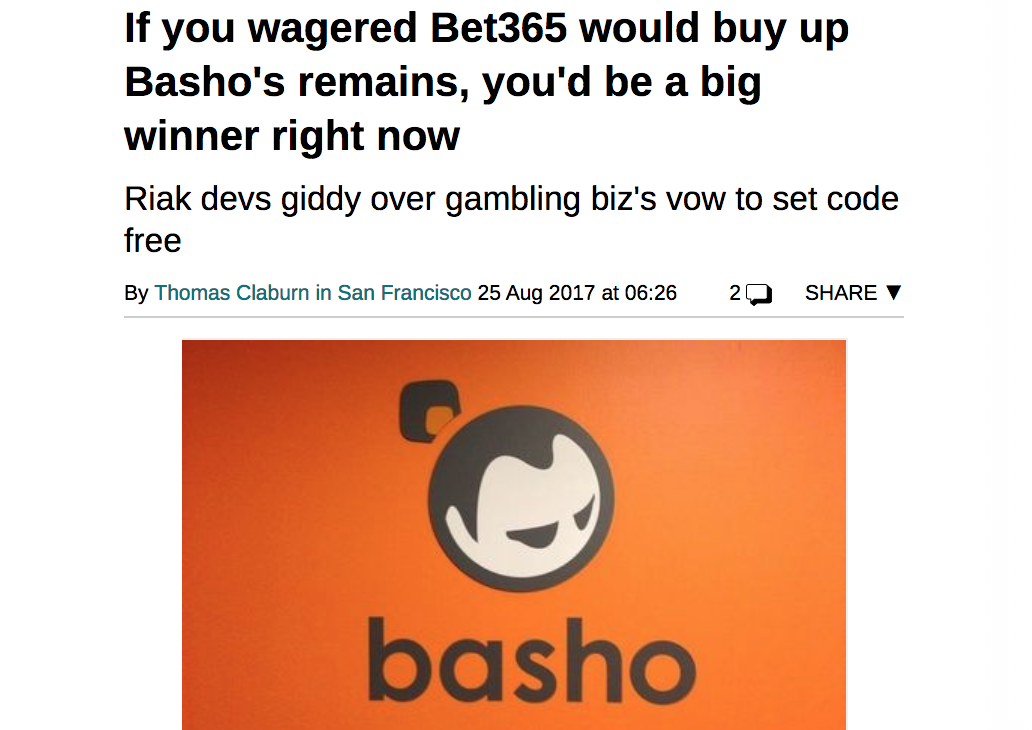 If you wagered Bet365 would buy up
Basho's remains, you'd be a big
winner right now
Riak devs giddy over gambling biz's vow to set code
free
By Thomas Claburn in San Francisco 25 Aug 2017 at 06:26 2 SHARE ▼
basho